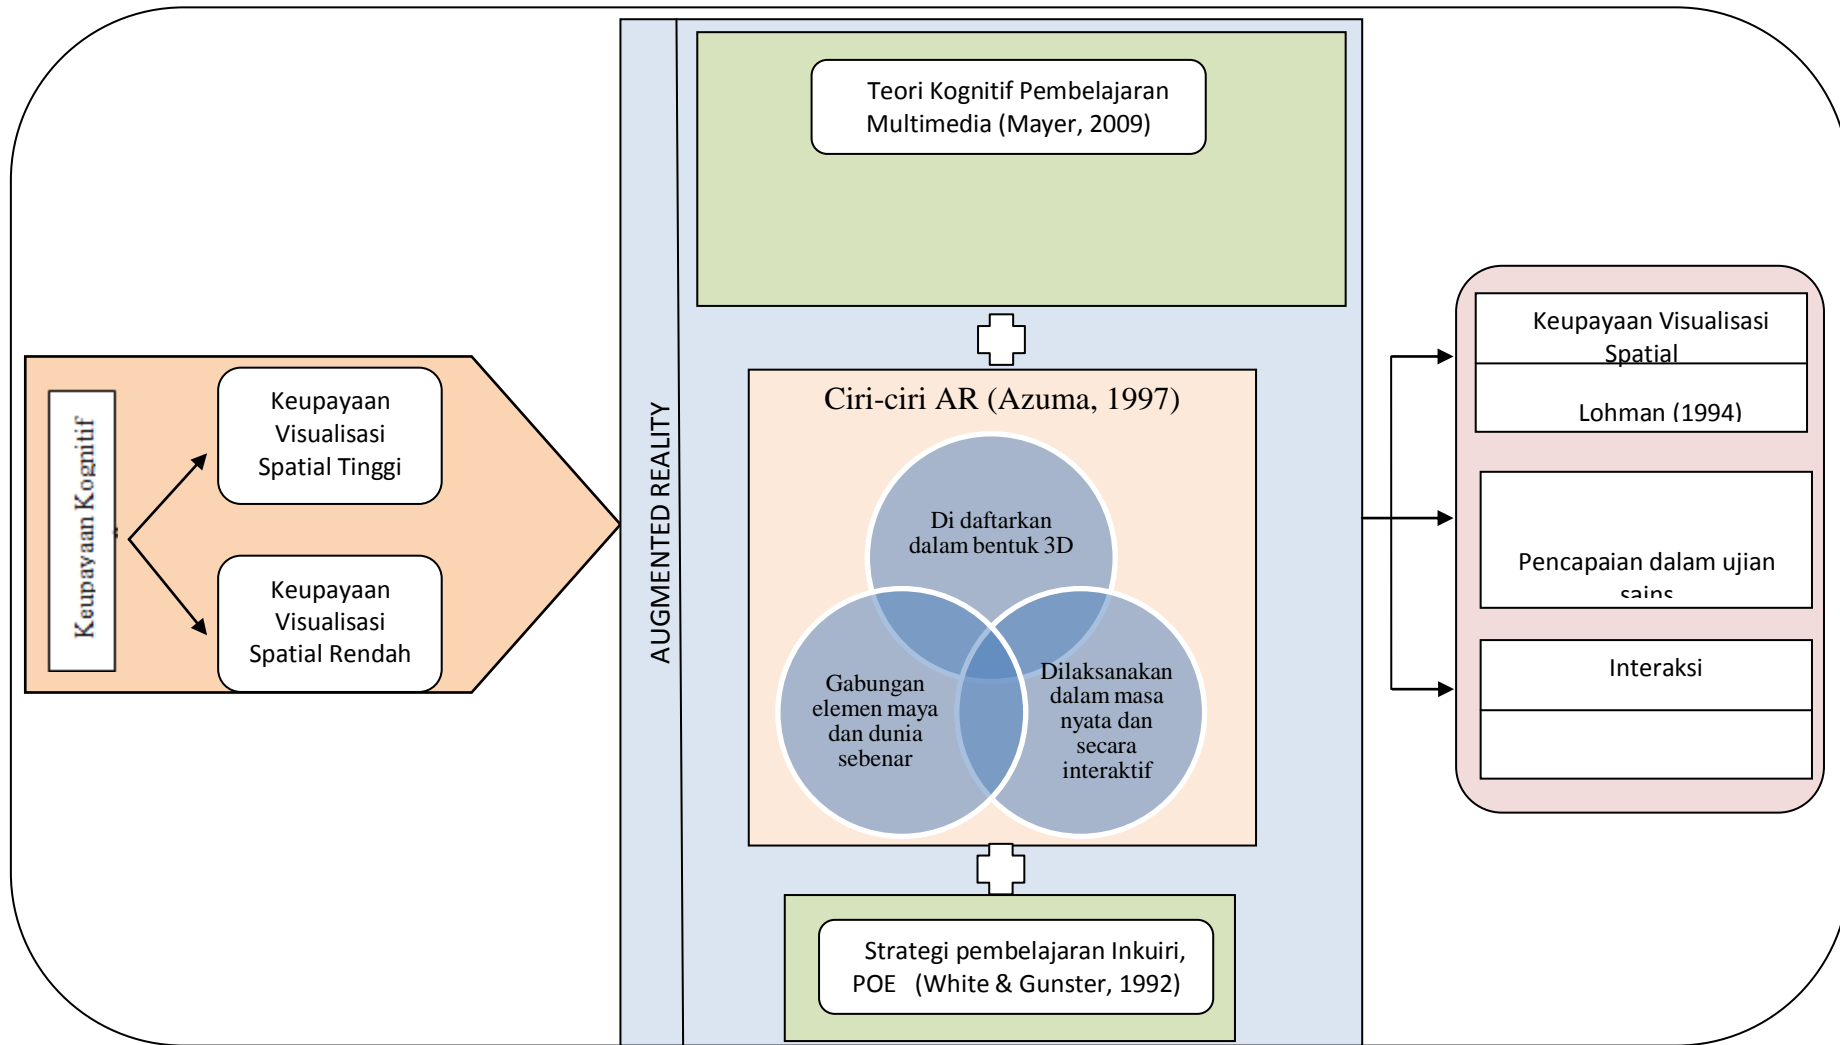 Teori Kognitif Pembelajaran
Multimedia (Mayer, 2009)
Keupayaan Kognitif
Keupayaan
Visualisasi
Spatial Tinggi
Keupayaan
Visualisasi
Spatial Rendah
AUGMENTED REALITY
Ciri-ciri AR (Azuma, 1997)
Di daftarkan
dalam bentuk 3D
Gabungan
elemen maya
dan dunia
sebenar
Dilaksanakan
dalam masa
nyata dan
secara
interaktif
Strategi pembelajaran Inkuiri,
POE (White & Gunster, 1992)
Keupayaan Visualisasi
Spatial
Lohman (1994)
Pencapaian dalam ujian
sains
Interaksi